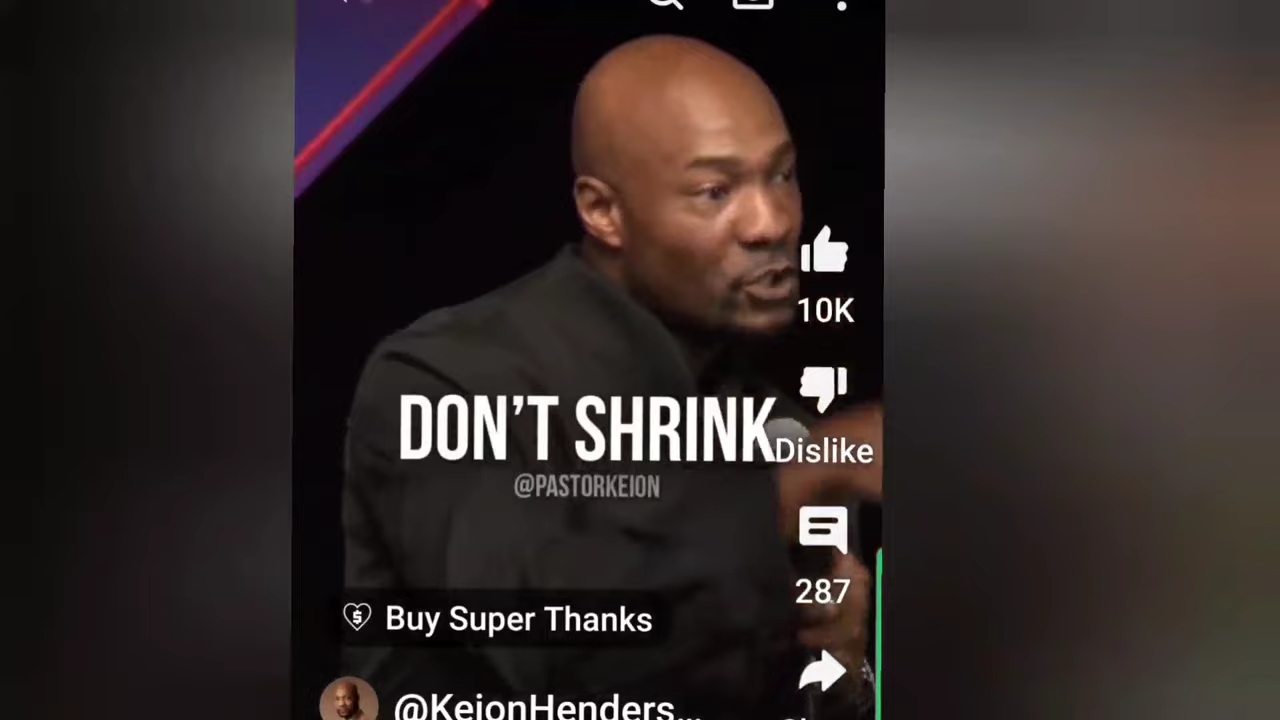 10K
DON'T SHRINK
Dislike
@PASTORKEION
287
Buy Super Thanks
@KeionHenders...